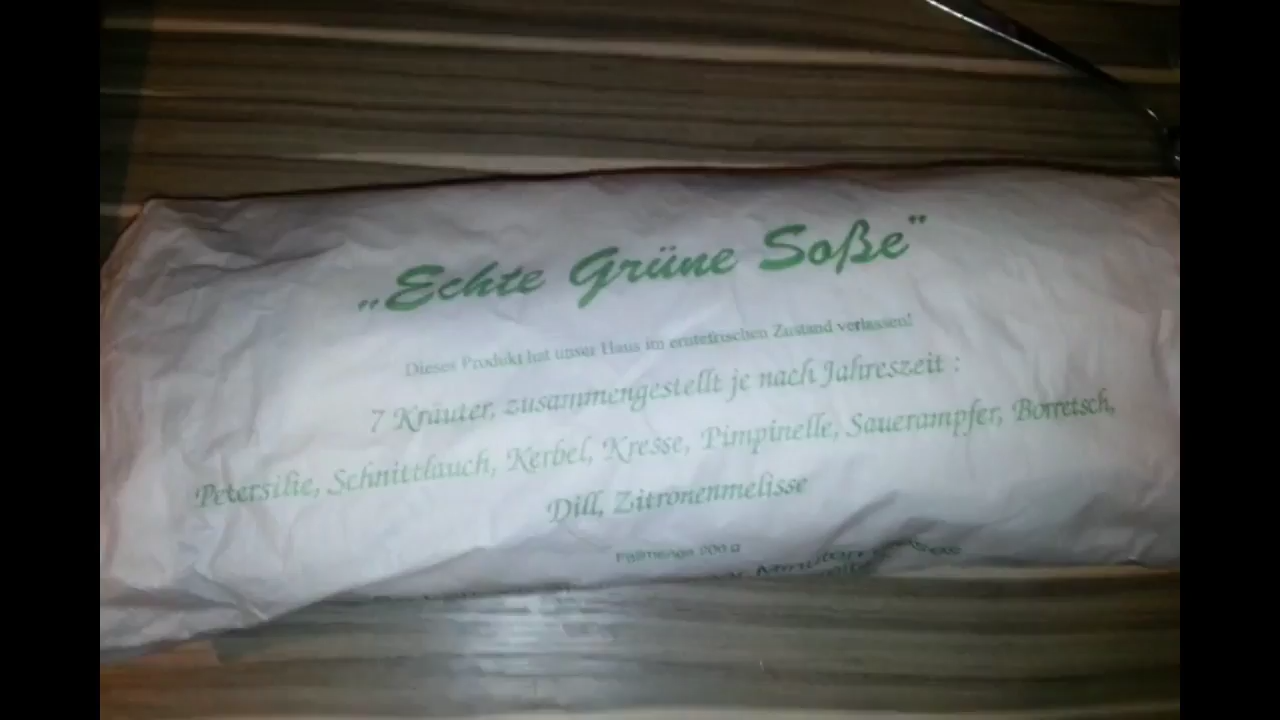 „Echte Grüne Soße”
Dieses Produkt hat unser Haus im erntefrischen Zustand verlassen!
7 Kräuter, zusammengestellt je nach Jahreszeit :
Petersilie, Schnittlauch, Kerbel, Kresse, Pimpinelle, Sauerampfer, Borretsch,
Dill, Zitronenmelisse
Füllmenge 200 g